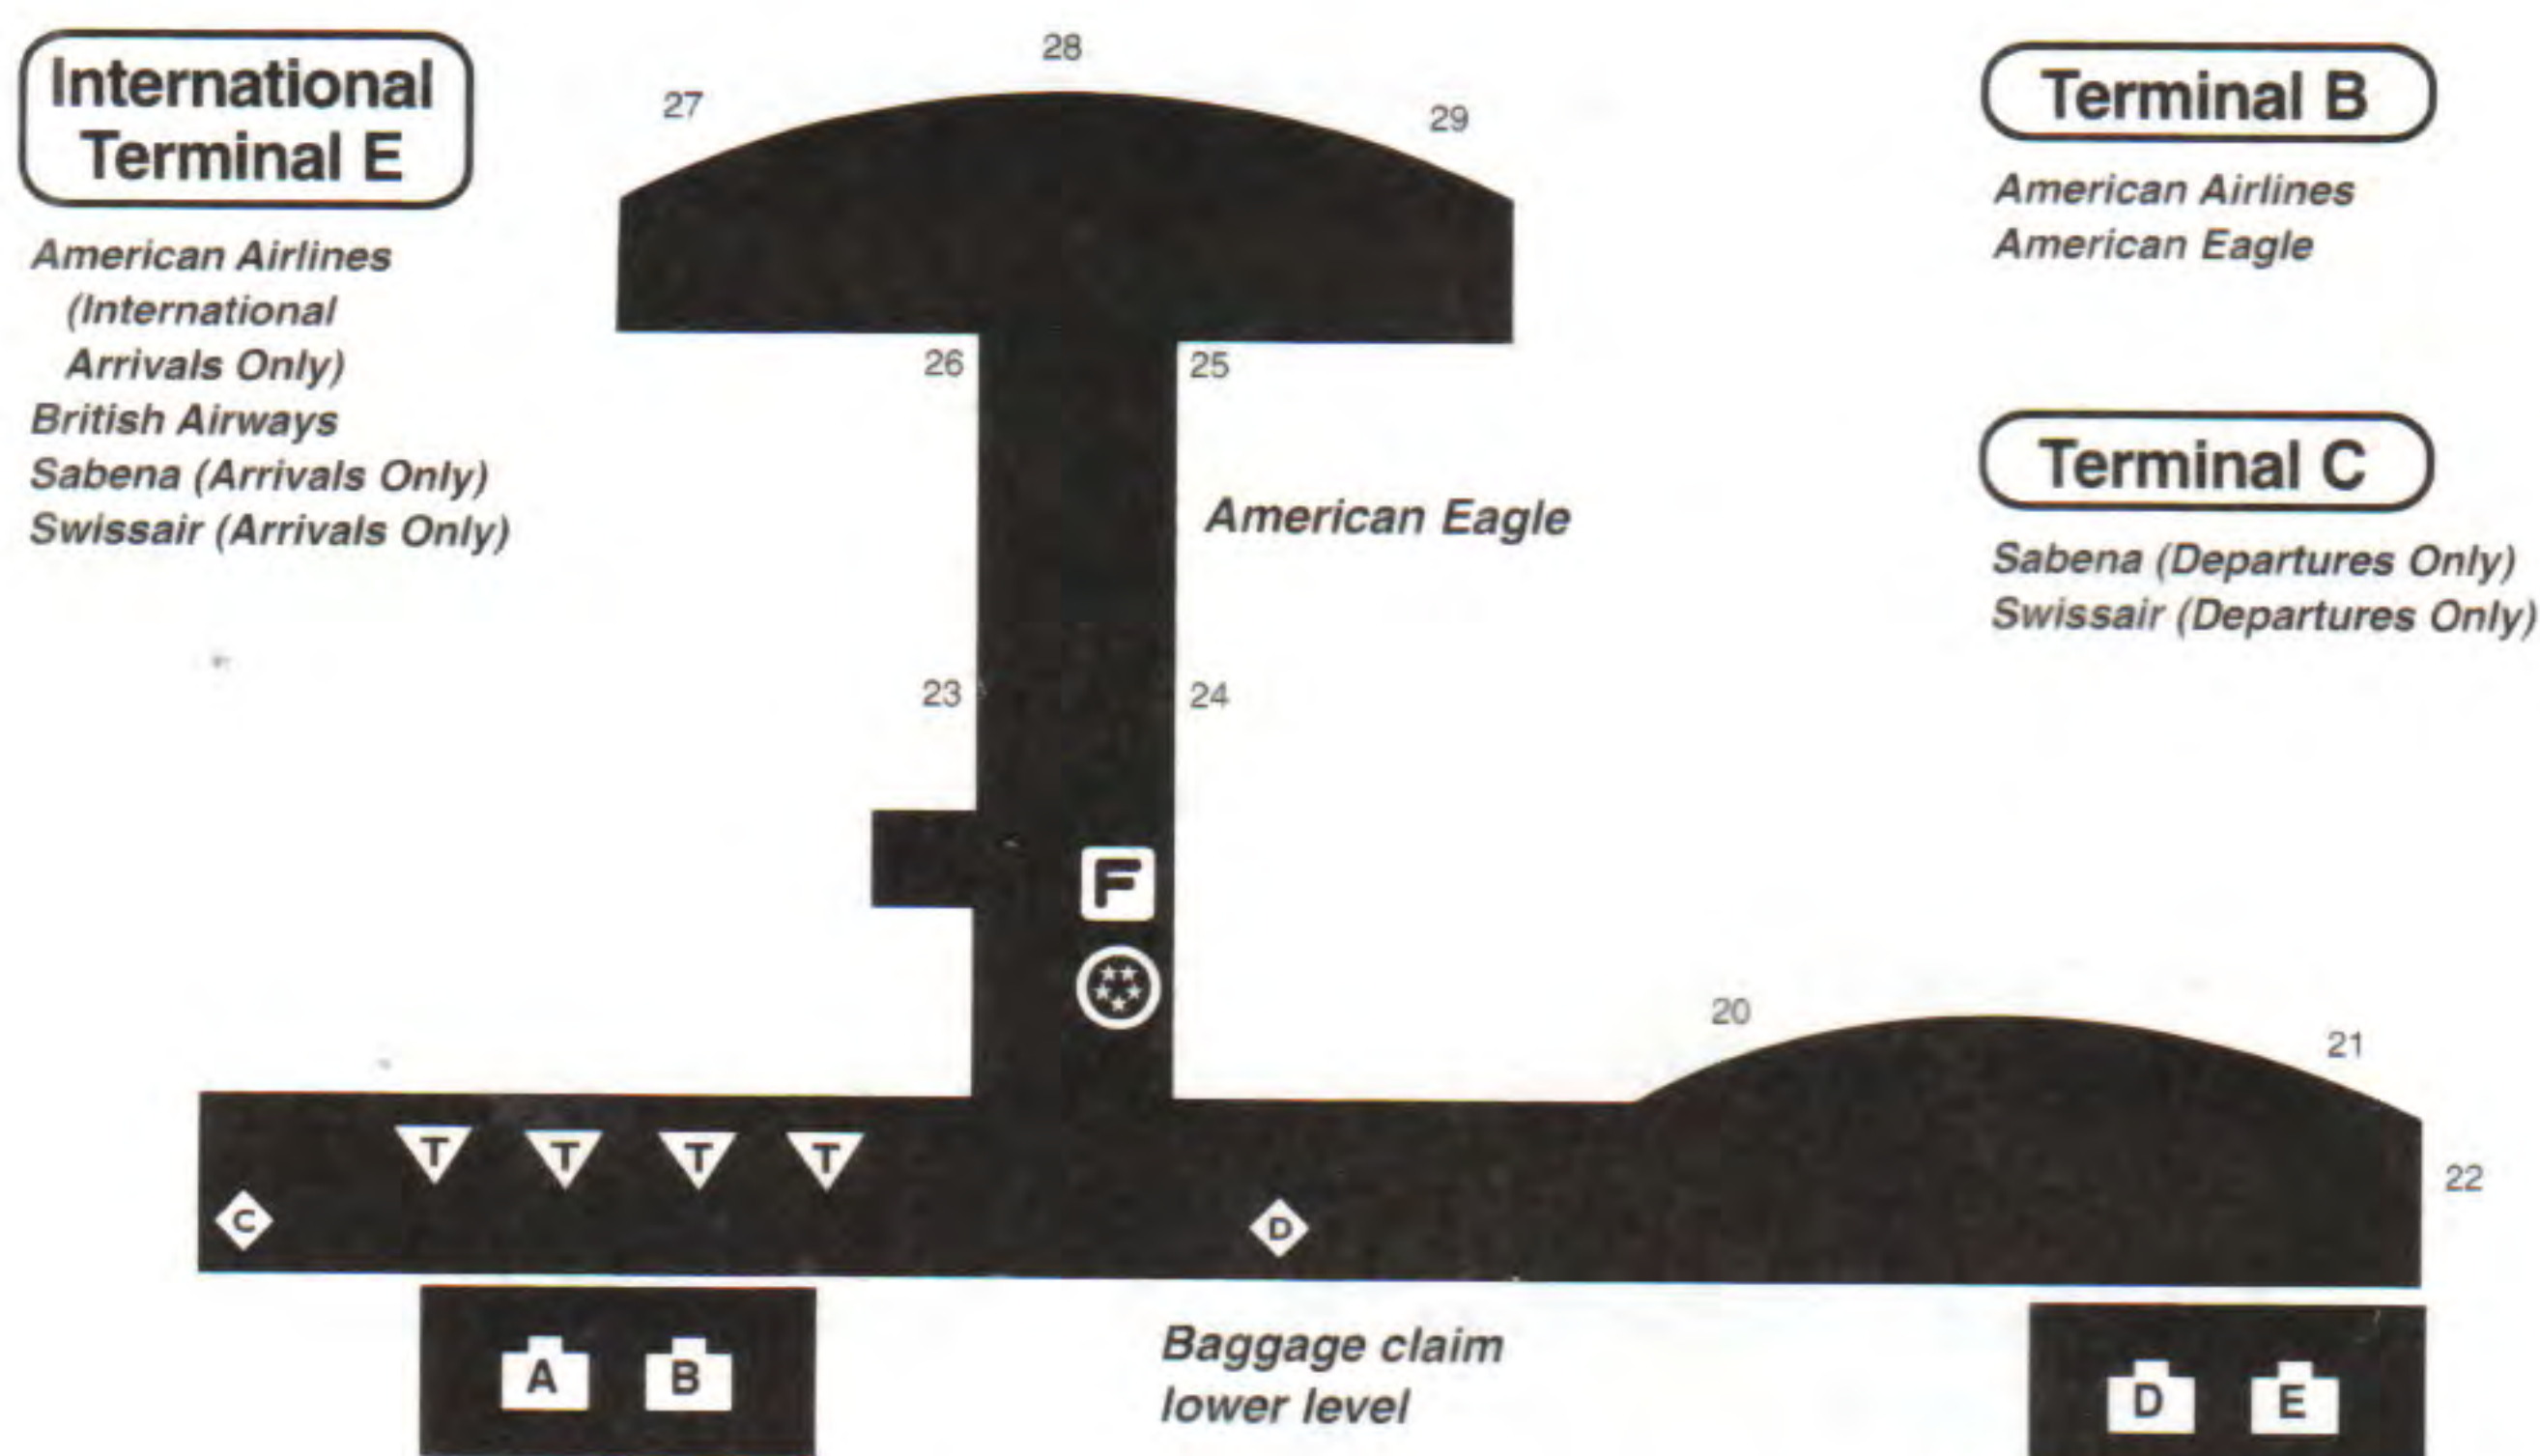 International
Terminal E
American Airlines
(International
Arrivals Only)
British Airways
Sabena (Arrivals Only)
Swissair (Arrivals Only)
28
27
29
26
25
American Eagle
23
24
F
Terminal B
American Airlines
American Eagle
Terminal C
Sabena (Departures Only)
Swissair (Departures Only)
20
21
22
T T T T
C
D
A B
Baggage claim
lower level
D E